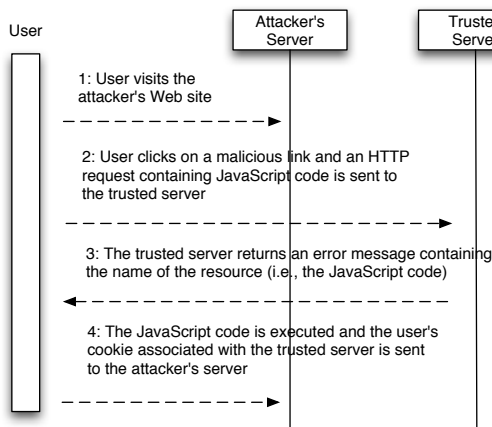 User
Attacker's
Server
Truste
Serve
1: User visits the
attacker's Web site
2: User clicks on a malicious link and an HTTP
request containing JavaScript code is sent to
the trusted server
3: The trusted server returns an error message containing
the name of the resource (i.e., the JavaScript code)
4: The JavaScript code is executed and the user's
cookie associated with the trusted server is sent
to the attacker's server